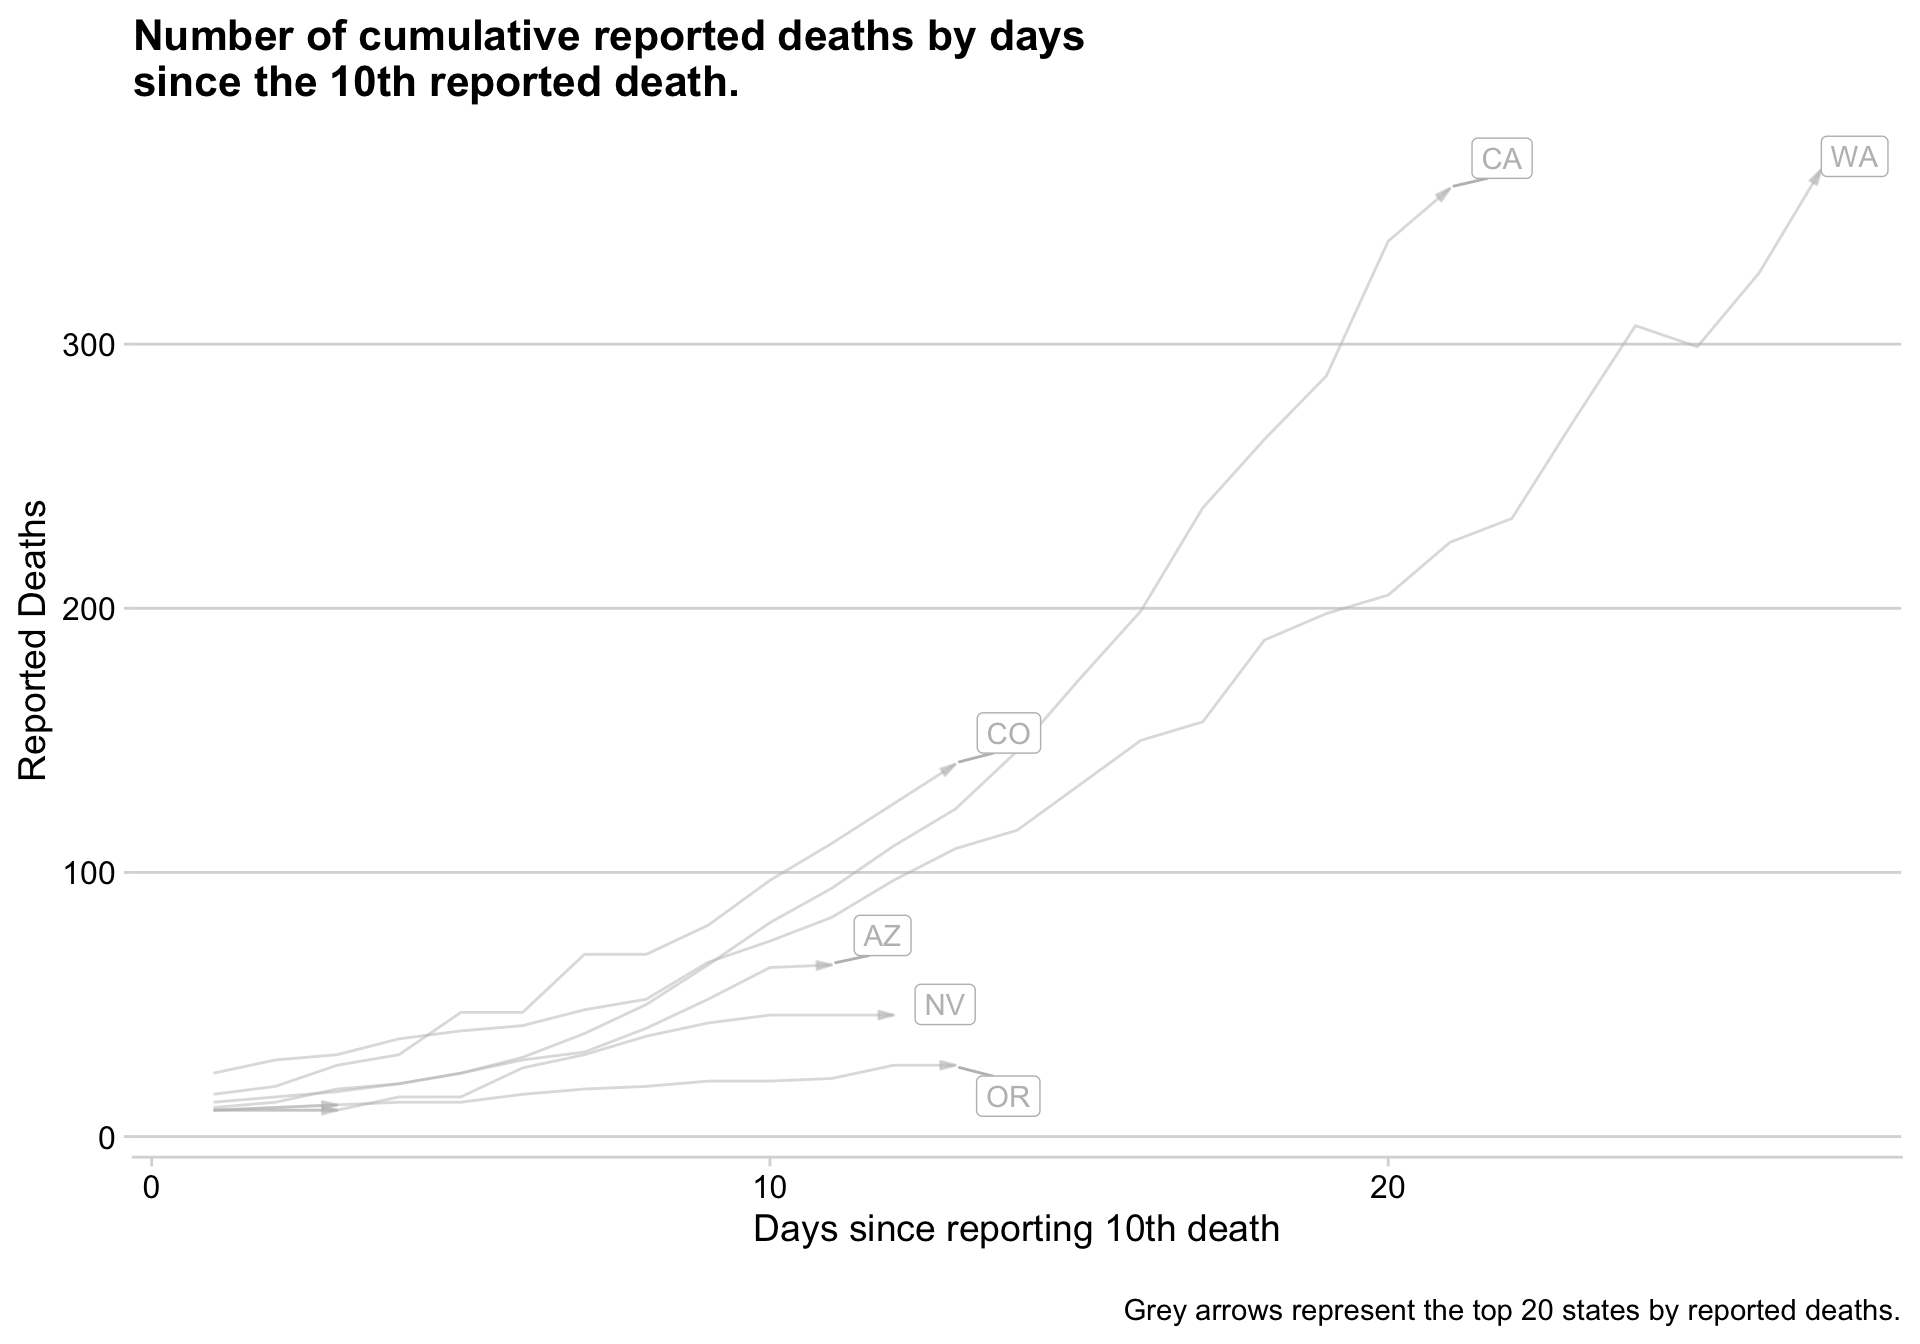 Number of cumulative reported deaths by days
since the 10th reported death.
CA
WA
300
Reported Deaths
200
CO
100
AZ
NV
OR
0
0 10 20
Days since reporting 10th death
Grey arrows represent the top 20 states by reported deaths.